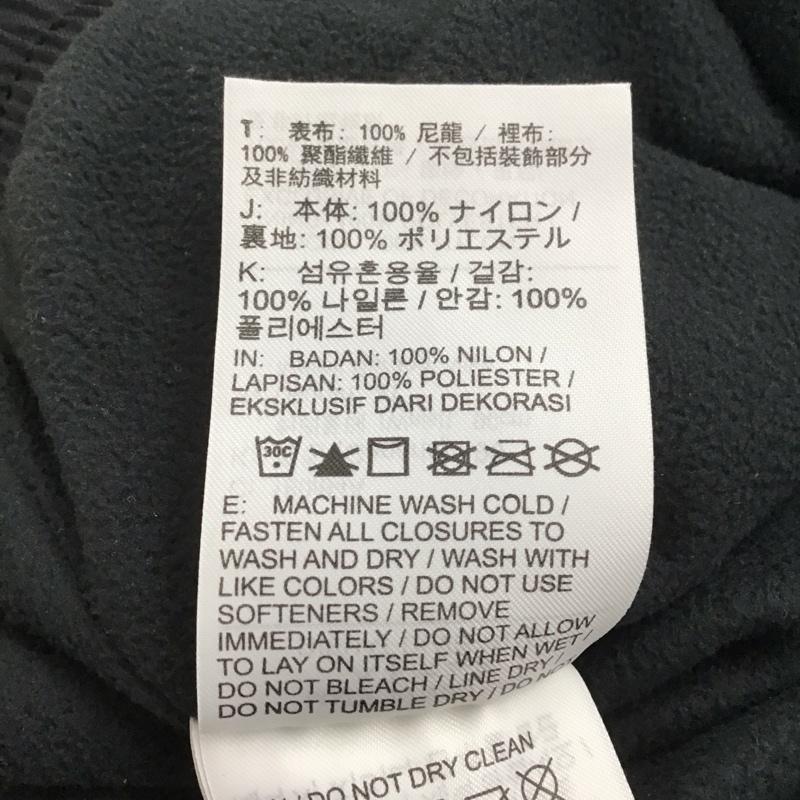 T: 表布: 100% 尼龍 / 裡布:
100% 聚酯纖維 / 不包括裝飾部分
及非紡織材料
J: 本体: 100% ナイロン /
裏地: 100% ポリエステル
K: 섬유혼용율 / 겉감:
100% 나일론 / 안감: 100%
폴리에스터
IN: BADAN: 100% NILON /
LAPISAN: 100% POLIESTER /
EKSKLUSIF DARI DEKORASI
30C
E: MACHINE WASH COLD /
FASTEN ALL CLOSURES TO
WASH AND DRY / WASH WITH
LIKE COLORS / DO NOT USE
SOFTENERS / REMOVE
IMMEDIATELY / DO NOT ALLOW
TO LAY ON ITSELF WHEN WET /
DO NOT BLEACH / LINE DRY /
DO NOT TUMBLE DRY / DO NOT
/ DO NOT DRY CLEAN